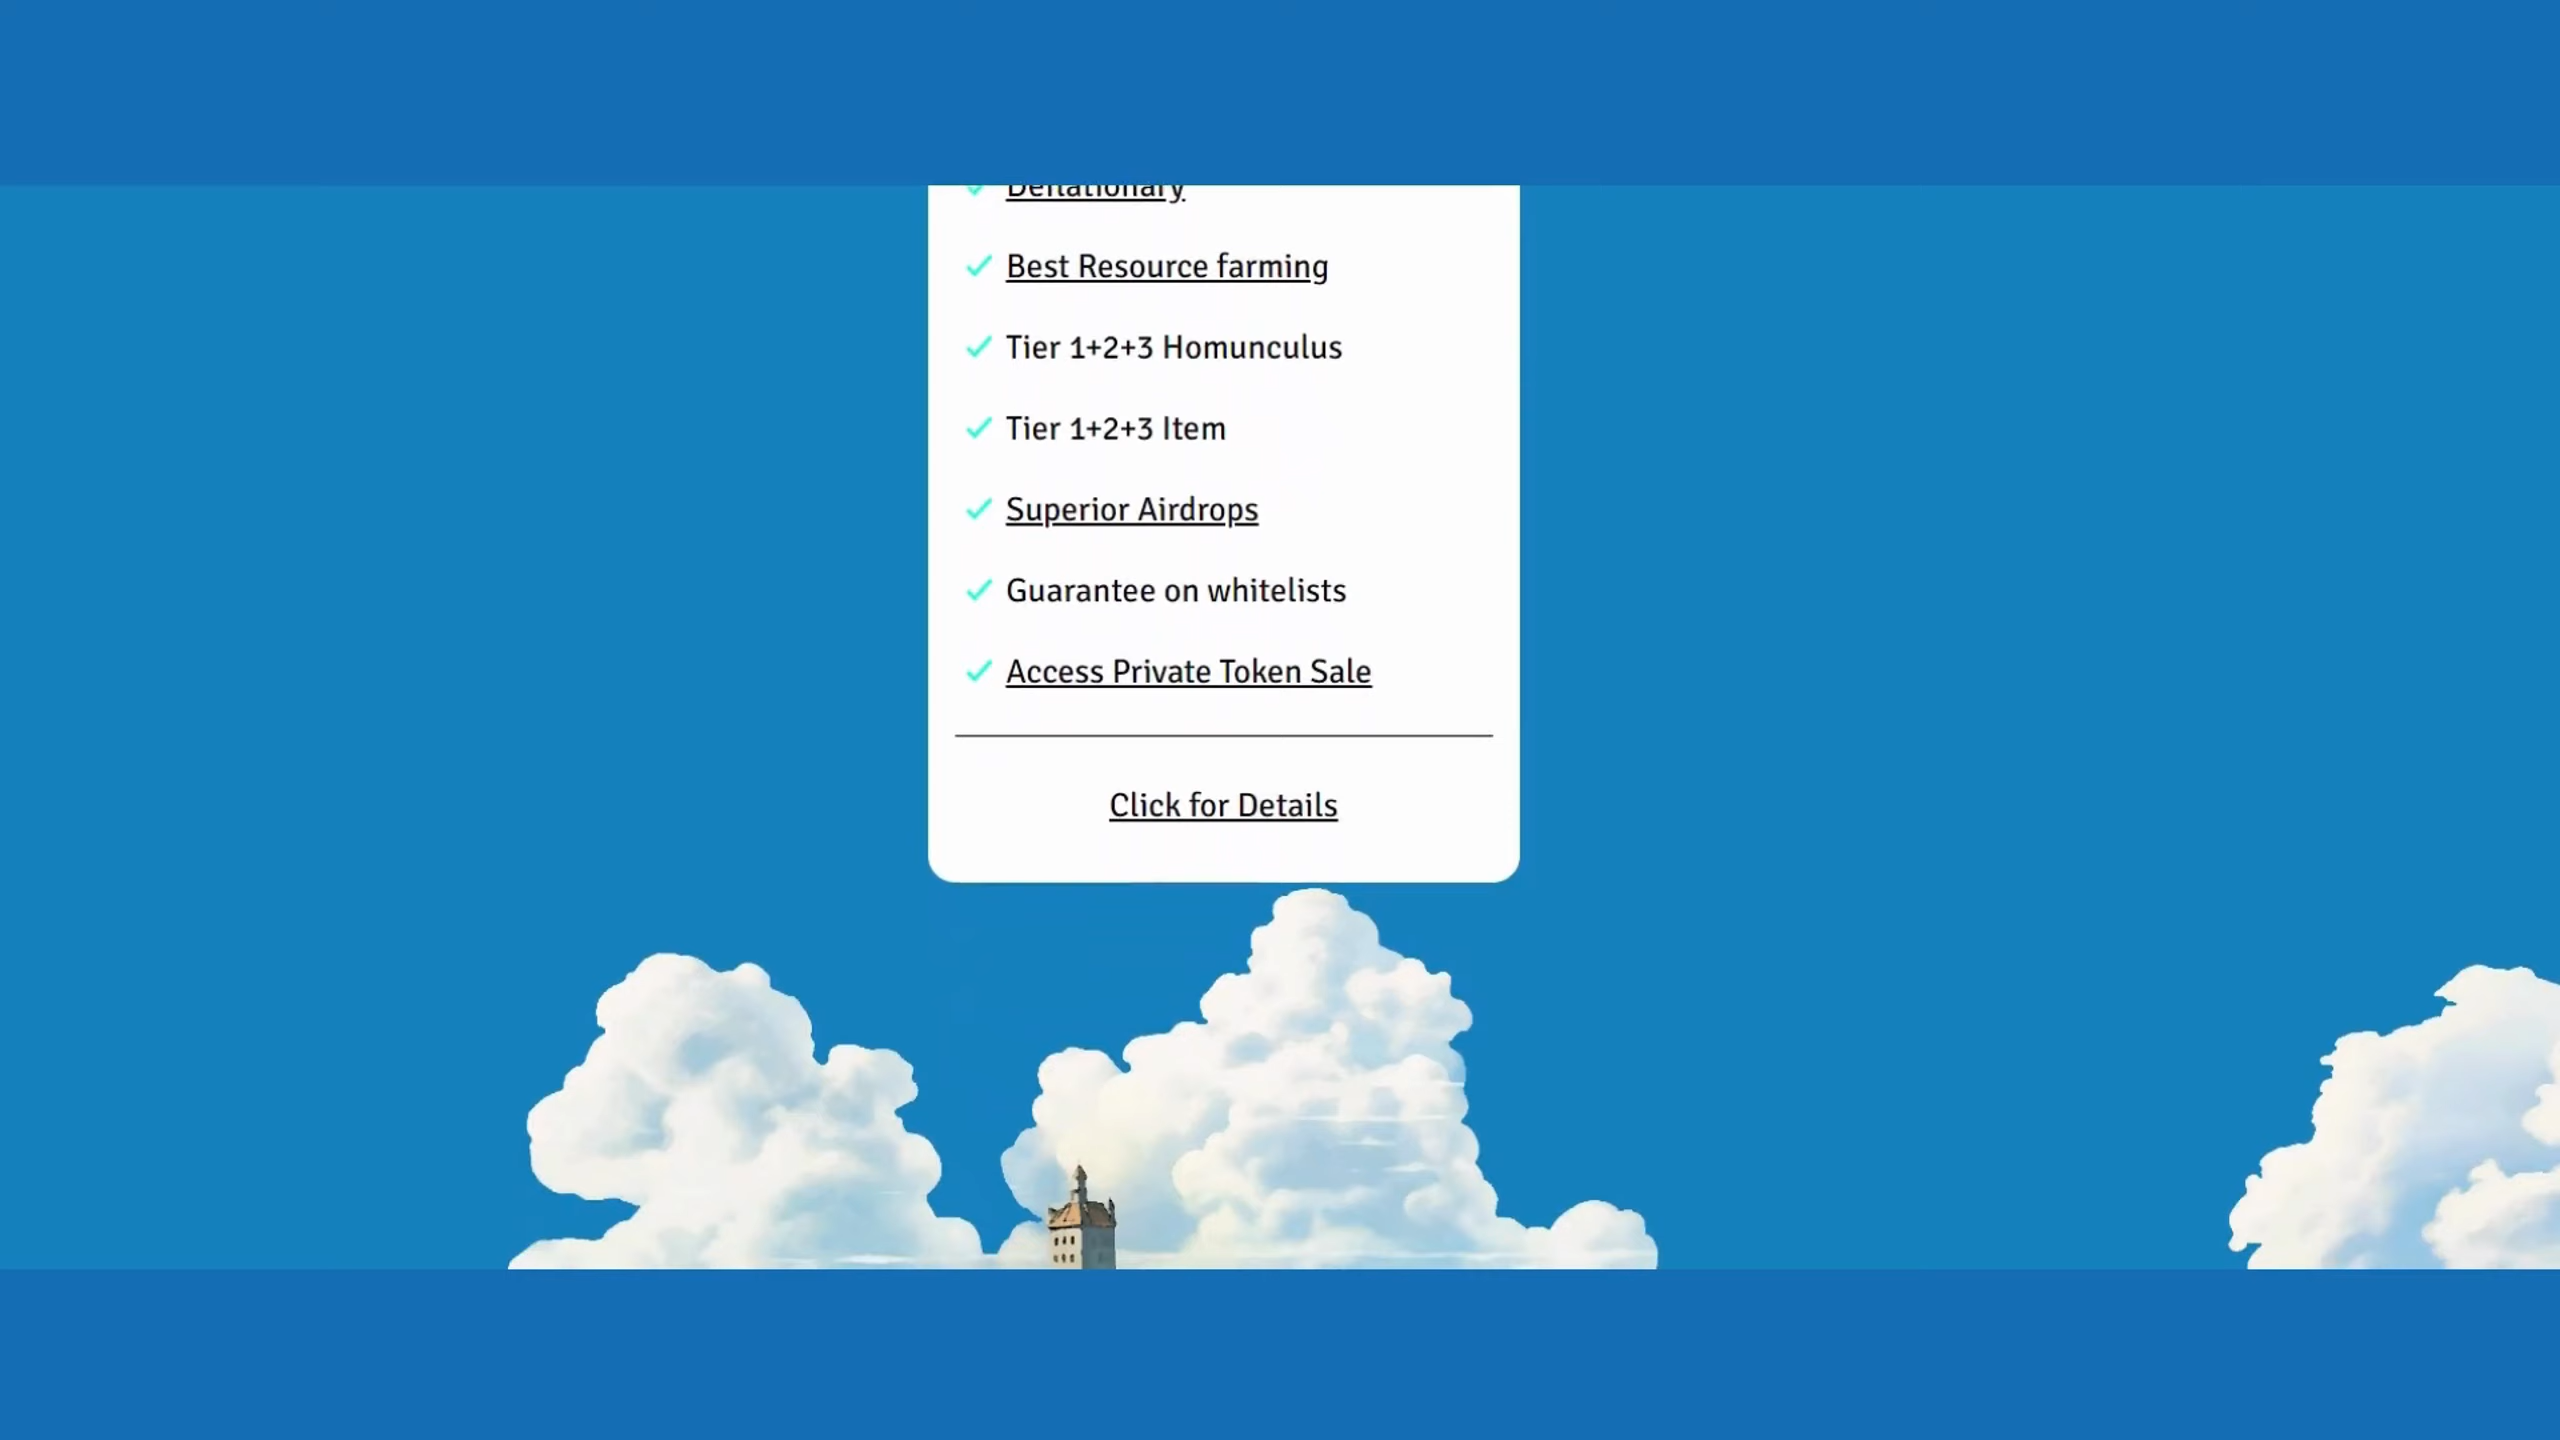 Deflationary
Best Resource farming
Tier 1+2+3 Homunculus
Tier 1+2+3 Item
Superior Airdrops
Guarantee on whitelists
Access Private Token Sale
Click for Details